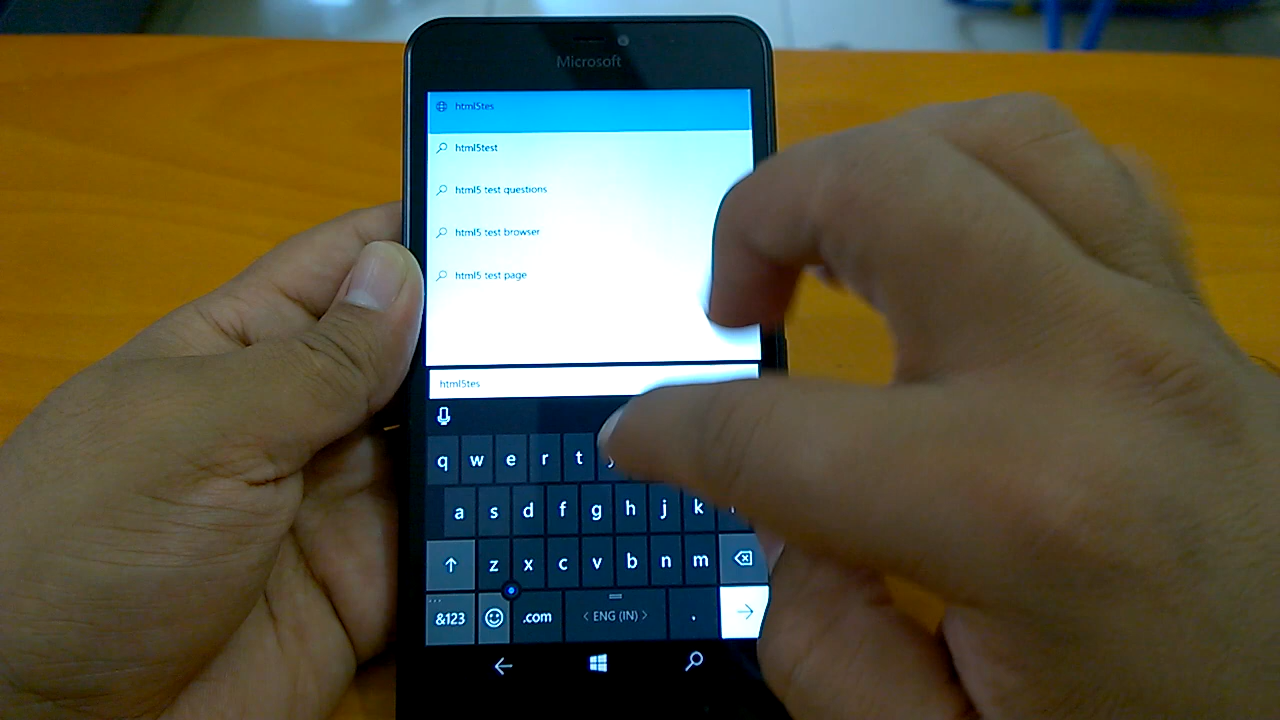 Microsoft
html5tes
html5test
html5 test questions
html5 test browser
html5 test page
html5tes
q w e r t
a s d f g h j k
z x c v b n m
&123 .com < ENG (IN) > .